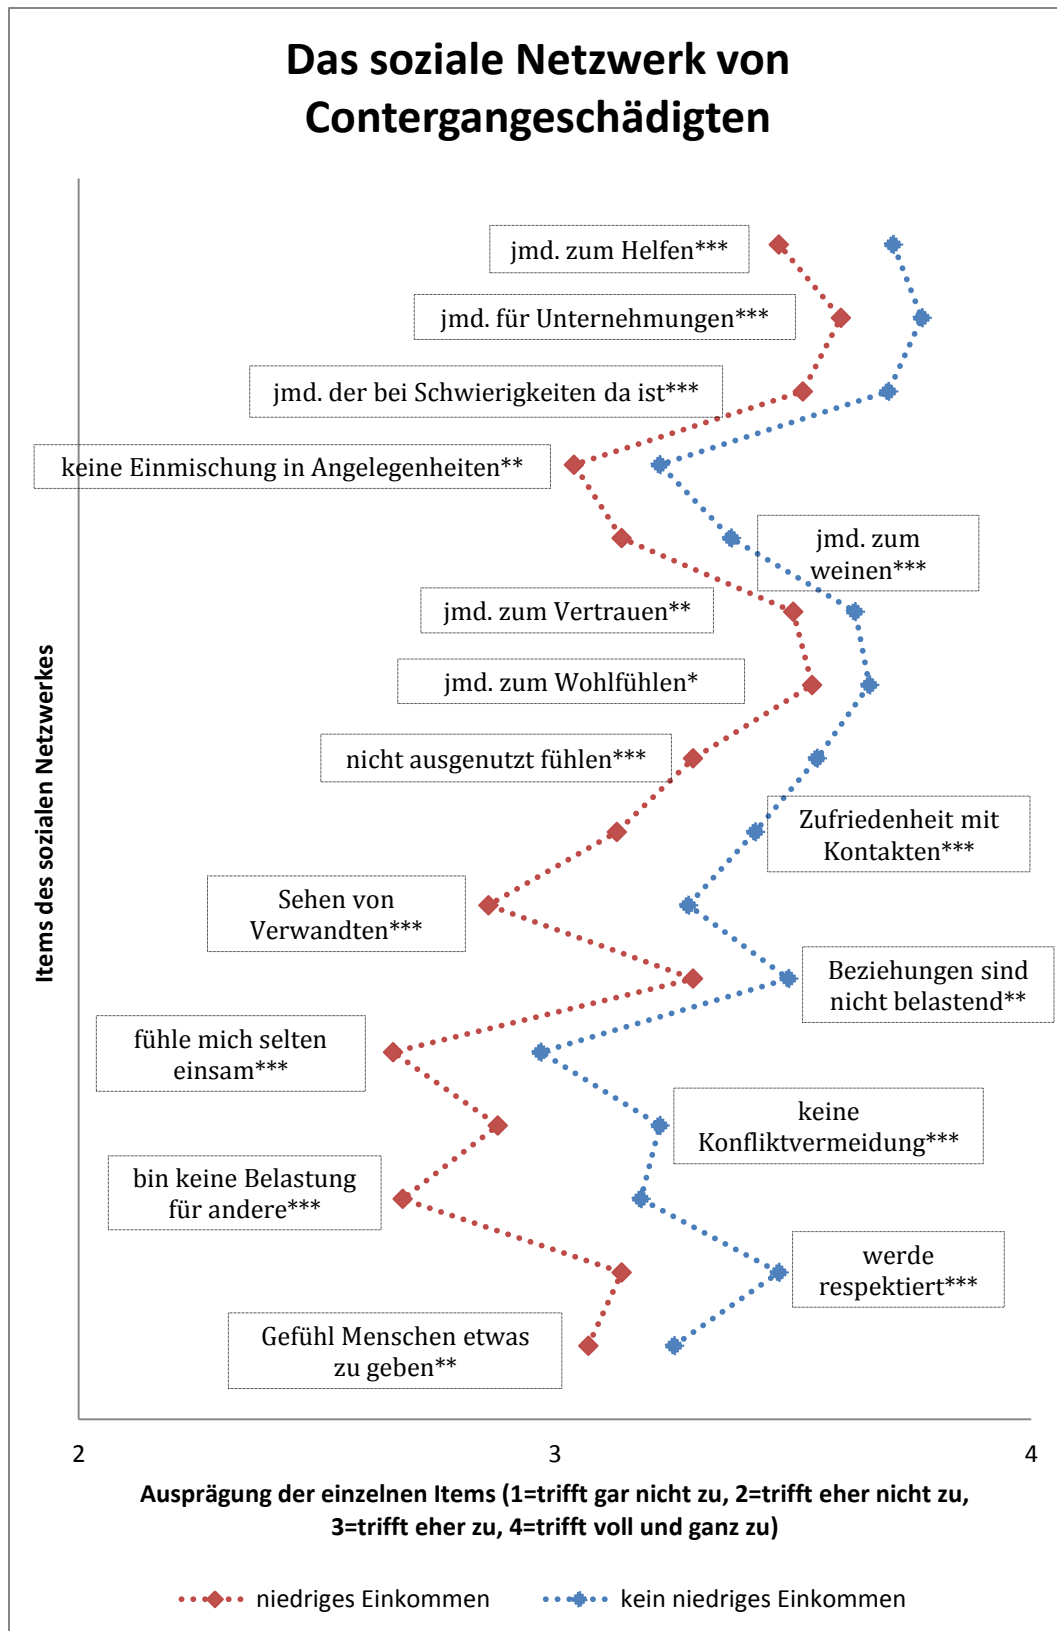 Das soziale Netzwerk von
Contergangeschädigten
jmd. zum Helfen***
jmd. für Unternehmungen***
jmd. der bei Schwierigkeiten da ist***
keine Einmischung in Angelegenheiten**
jmd. zum
weinen***
jmd. zum Vertrauen**
jmd. zum Wohlfühlen*
nicht ausgenutzt fühlen***
Zufriedenheit mit
Kontakten***
Sehen von
Verwandten***
Beziehungen sind
nicht belastend**
fühle mich selten
einsam***
keine
Konfliktvermeidung***
bin keine Belastung
für andere***
werde
respektiert***
Gefühl Menschen etwas
zu geben**
Items des sozialen Netzwerkes
2 3 4
Ausprägung der einzelnen Items (1=trifft gar nicht zu, 2=trifft eher nicht zu,
3=trifft eher zu, 4=trifft voll und ganz zu)
niedriges Einkommen kein niedriges Einkommen